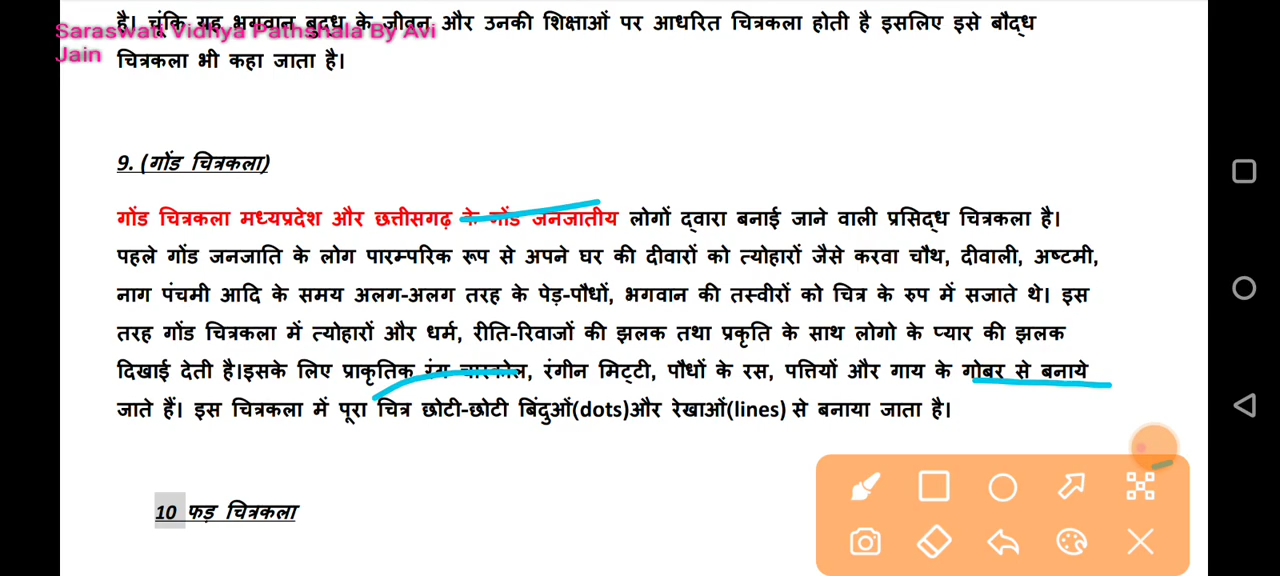 है। चूंकि यह भगवान बुद्ध के जीवन और उनकी शिक्षाओं पर आधरित चित्रकला होती है इसलिए इसे बौद्ध
Saraswati Vidhya Pathshala By Avi
Jain
चित्रकला भी कहा जाता है।
9. (गोंड चित्रकला)
गोंड चित्रकला मध्यप्रदेश और छत्तीसगढ़ के गोंड जनजातीय लोगों द्वारा बनाई जाने वाली प्रसिद्ध चित्रकला है।
पहले गोंड जनजाति के लोग पारम्परिक रूप से अपने घर की दीवारों को त्योहारों जैसे करवा चौथ, दीवाली, अष्टमी,
नाग पंचमी आदि के समय अलग-अलग तरह के पेड़-पौधों, भगवान की तस्वीरों को चित्र के रुप में सजाते थे। इस
तरह गोंड चित्रकला में त्योहारों और धर्म, रीति-रिवाजों की झलक तथा प्रकृति के साथ लोगो के प्यार की झलक
दिखाई देती है।इसके लिए प्राकृतिक रंग चारकोल, रंगीन मिट्टी, पौधों के रस, पत्तियों और गाय के गोबर से बनाये
जाते हैं। इस चित्रकला में पूरा चित्र छोटी-छोटी बिंदुओं(dots)और रेखाओं(lines) से बनाया जाता है।
10 फड़ चित्रकला